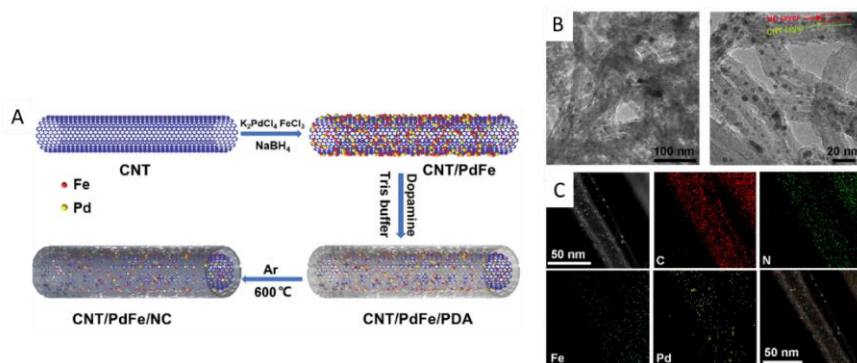 A
K₂PdCl₄ FeCl₃
NaBH₄
CNT
CNT/PdFe
Fe
Pd
Dopamine
Tris buffer
Ar
600℃
CNT/PdFe/NC
CNT/PdFe/PDA
B
100 nm
NC layer
CNT layer
20 nm
C
50 nm
C
N
Fe
Pd
50 nm